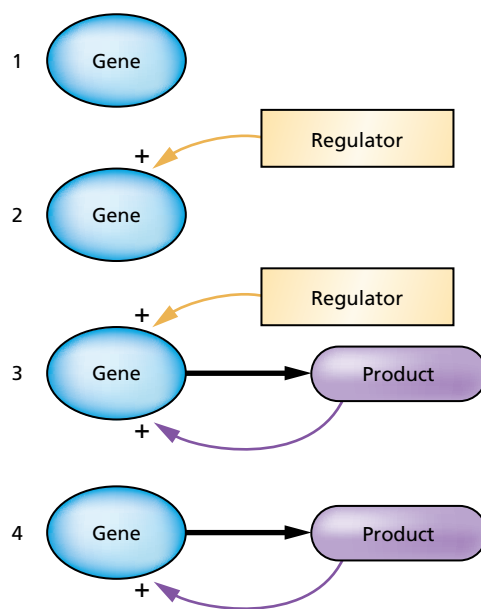 1 Gene
+ Regulator
2 Gene
+ Regulator
3 Gene Product
+
4 Gene Product
+